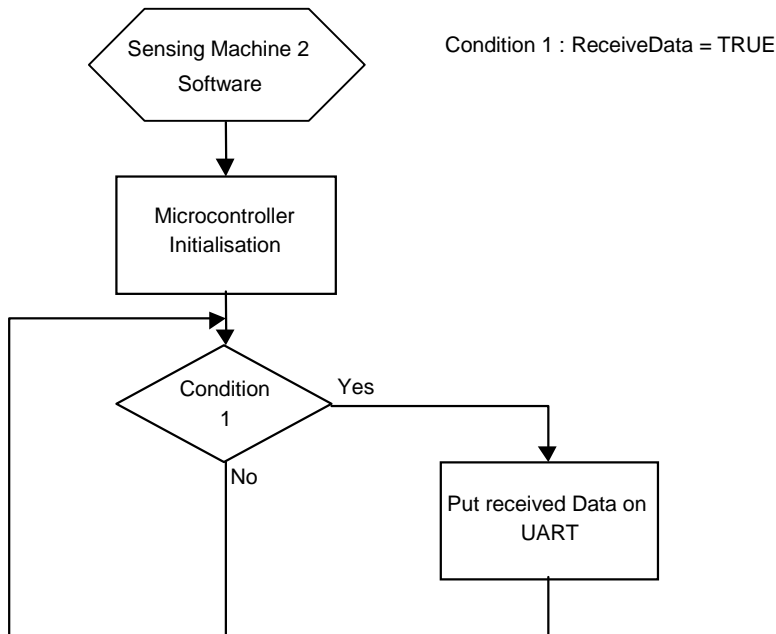 Sensing Machine 2
Software
Condition 1 : ReceiveData = TRUE
Microcontroller
Initialisation
Condition
1
Yes
No
Put received Data on
UART